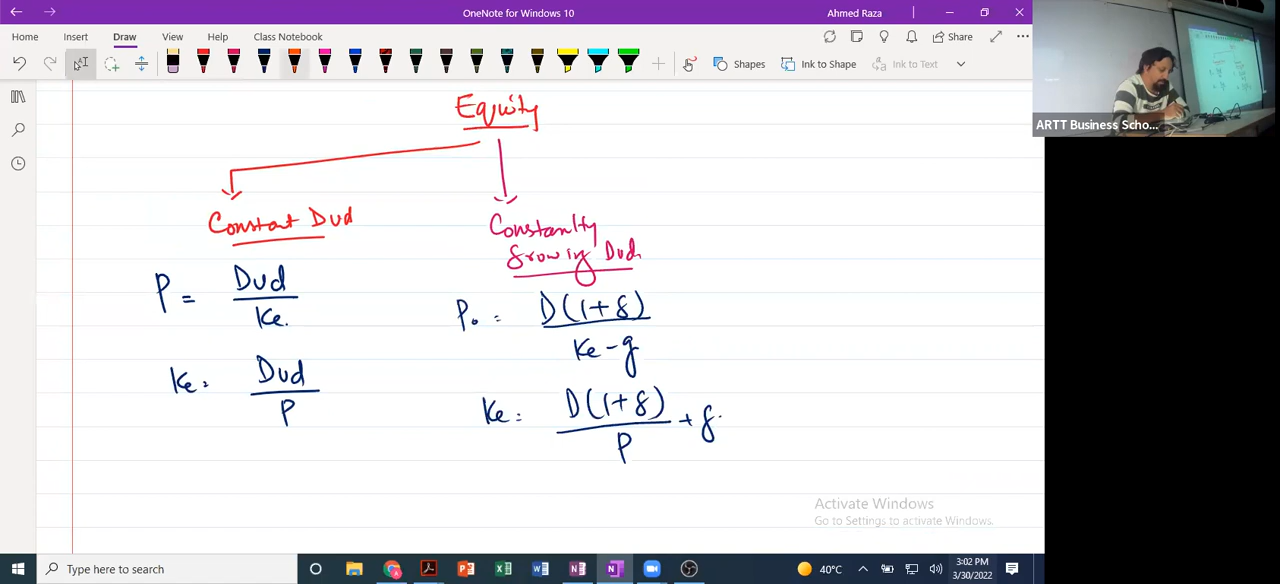 OneNote for Windows 10
Ahmed Raza
Home Insert Draw View Help Class Notebook
Share
Shapes
Ink to Shape
Ink to Text
ARTT Business Scho...
Equity
Constant Dvd
Constantly
growing Dvd
P = Dvd / Ke
P₀ = D(1+g) / Ke - g
Ke = Dvd / P
Ke = D(1+g) / P + g
Activate Windows
Go to Settings to activate Windows.
Type here to search
40°C
3:02 PM
3/30/2022